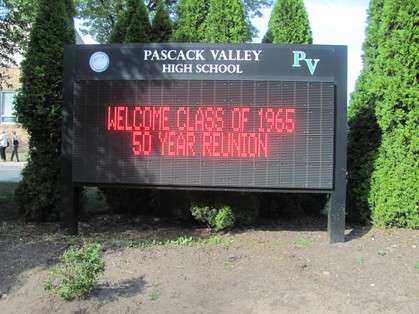 PASCACK VALLEY
HIGH SCHOOL
PV
WELCOME CLASS OF 1965
50 YEAR REUNION